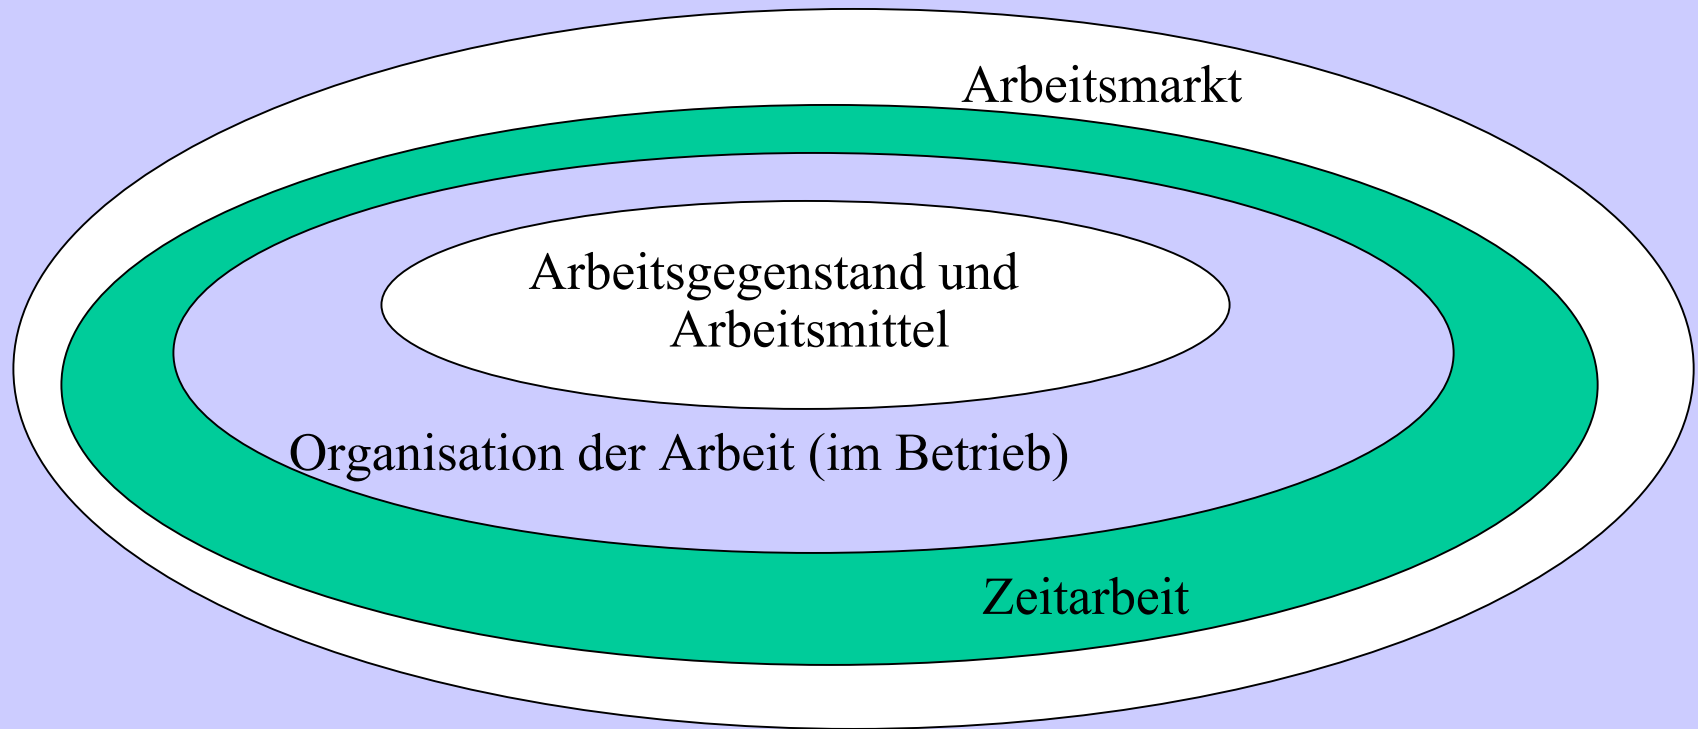 Arbeitsmarkt
Arbeitsgegenstand und
Arbeitsmittel
Organisation der Arbeit (im Betrieb)
Zeitarbeit